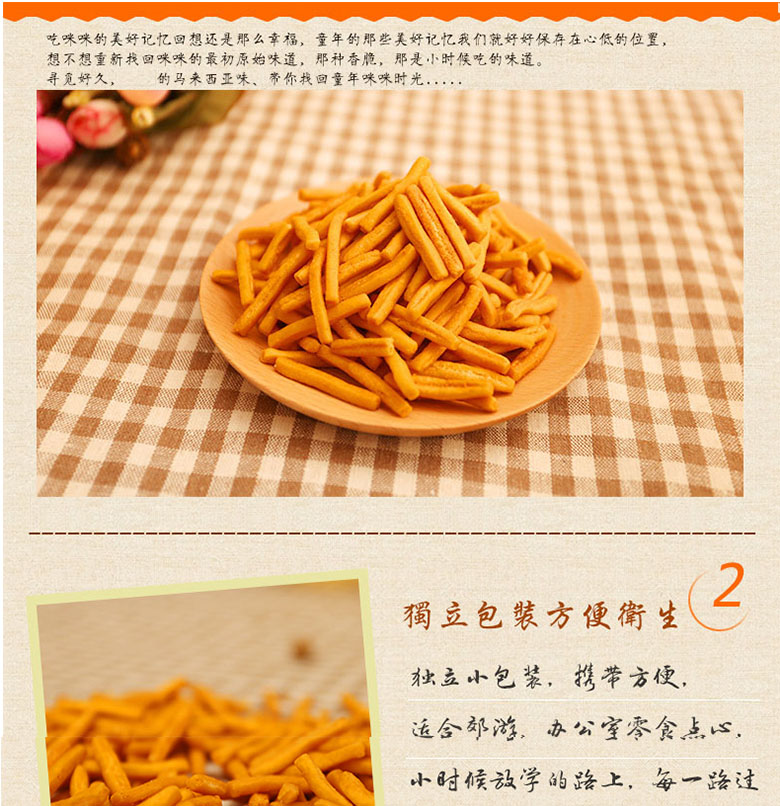 吃咪咪的美好记忆回想还是那么幸福，童年的那些美好记忆我们就好好保存在心低的位置，
想不想重新找回咪咪的最初原始味道，那种香脆，那是小时候吃的味道。
寻觅好久，　　的马来西亚味、带你找回童年咪咪时光.....
2
獨立包裝方便衛生
独立小包装，携带方便，
适合郊游，办公室零食点心，
小时候放学的路上，每一路过